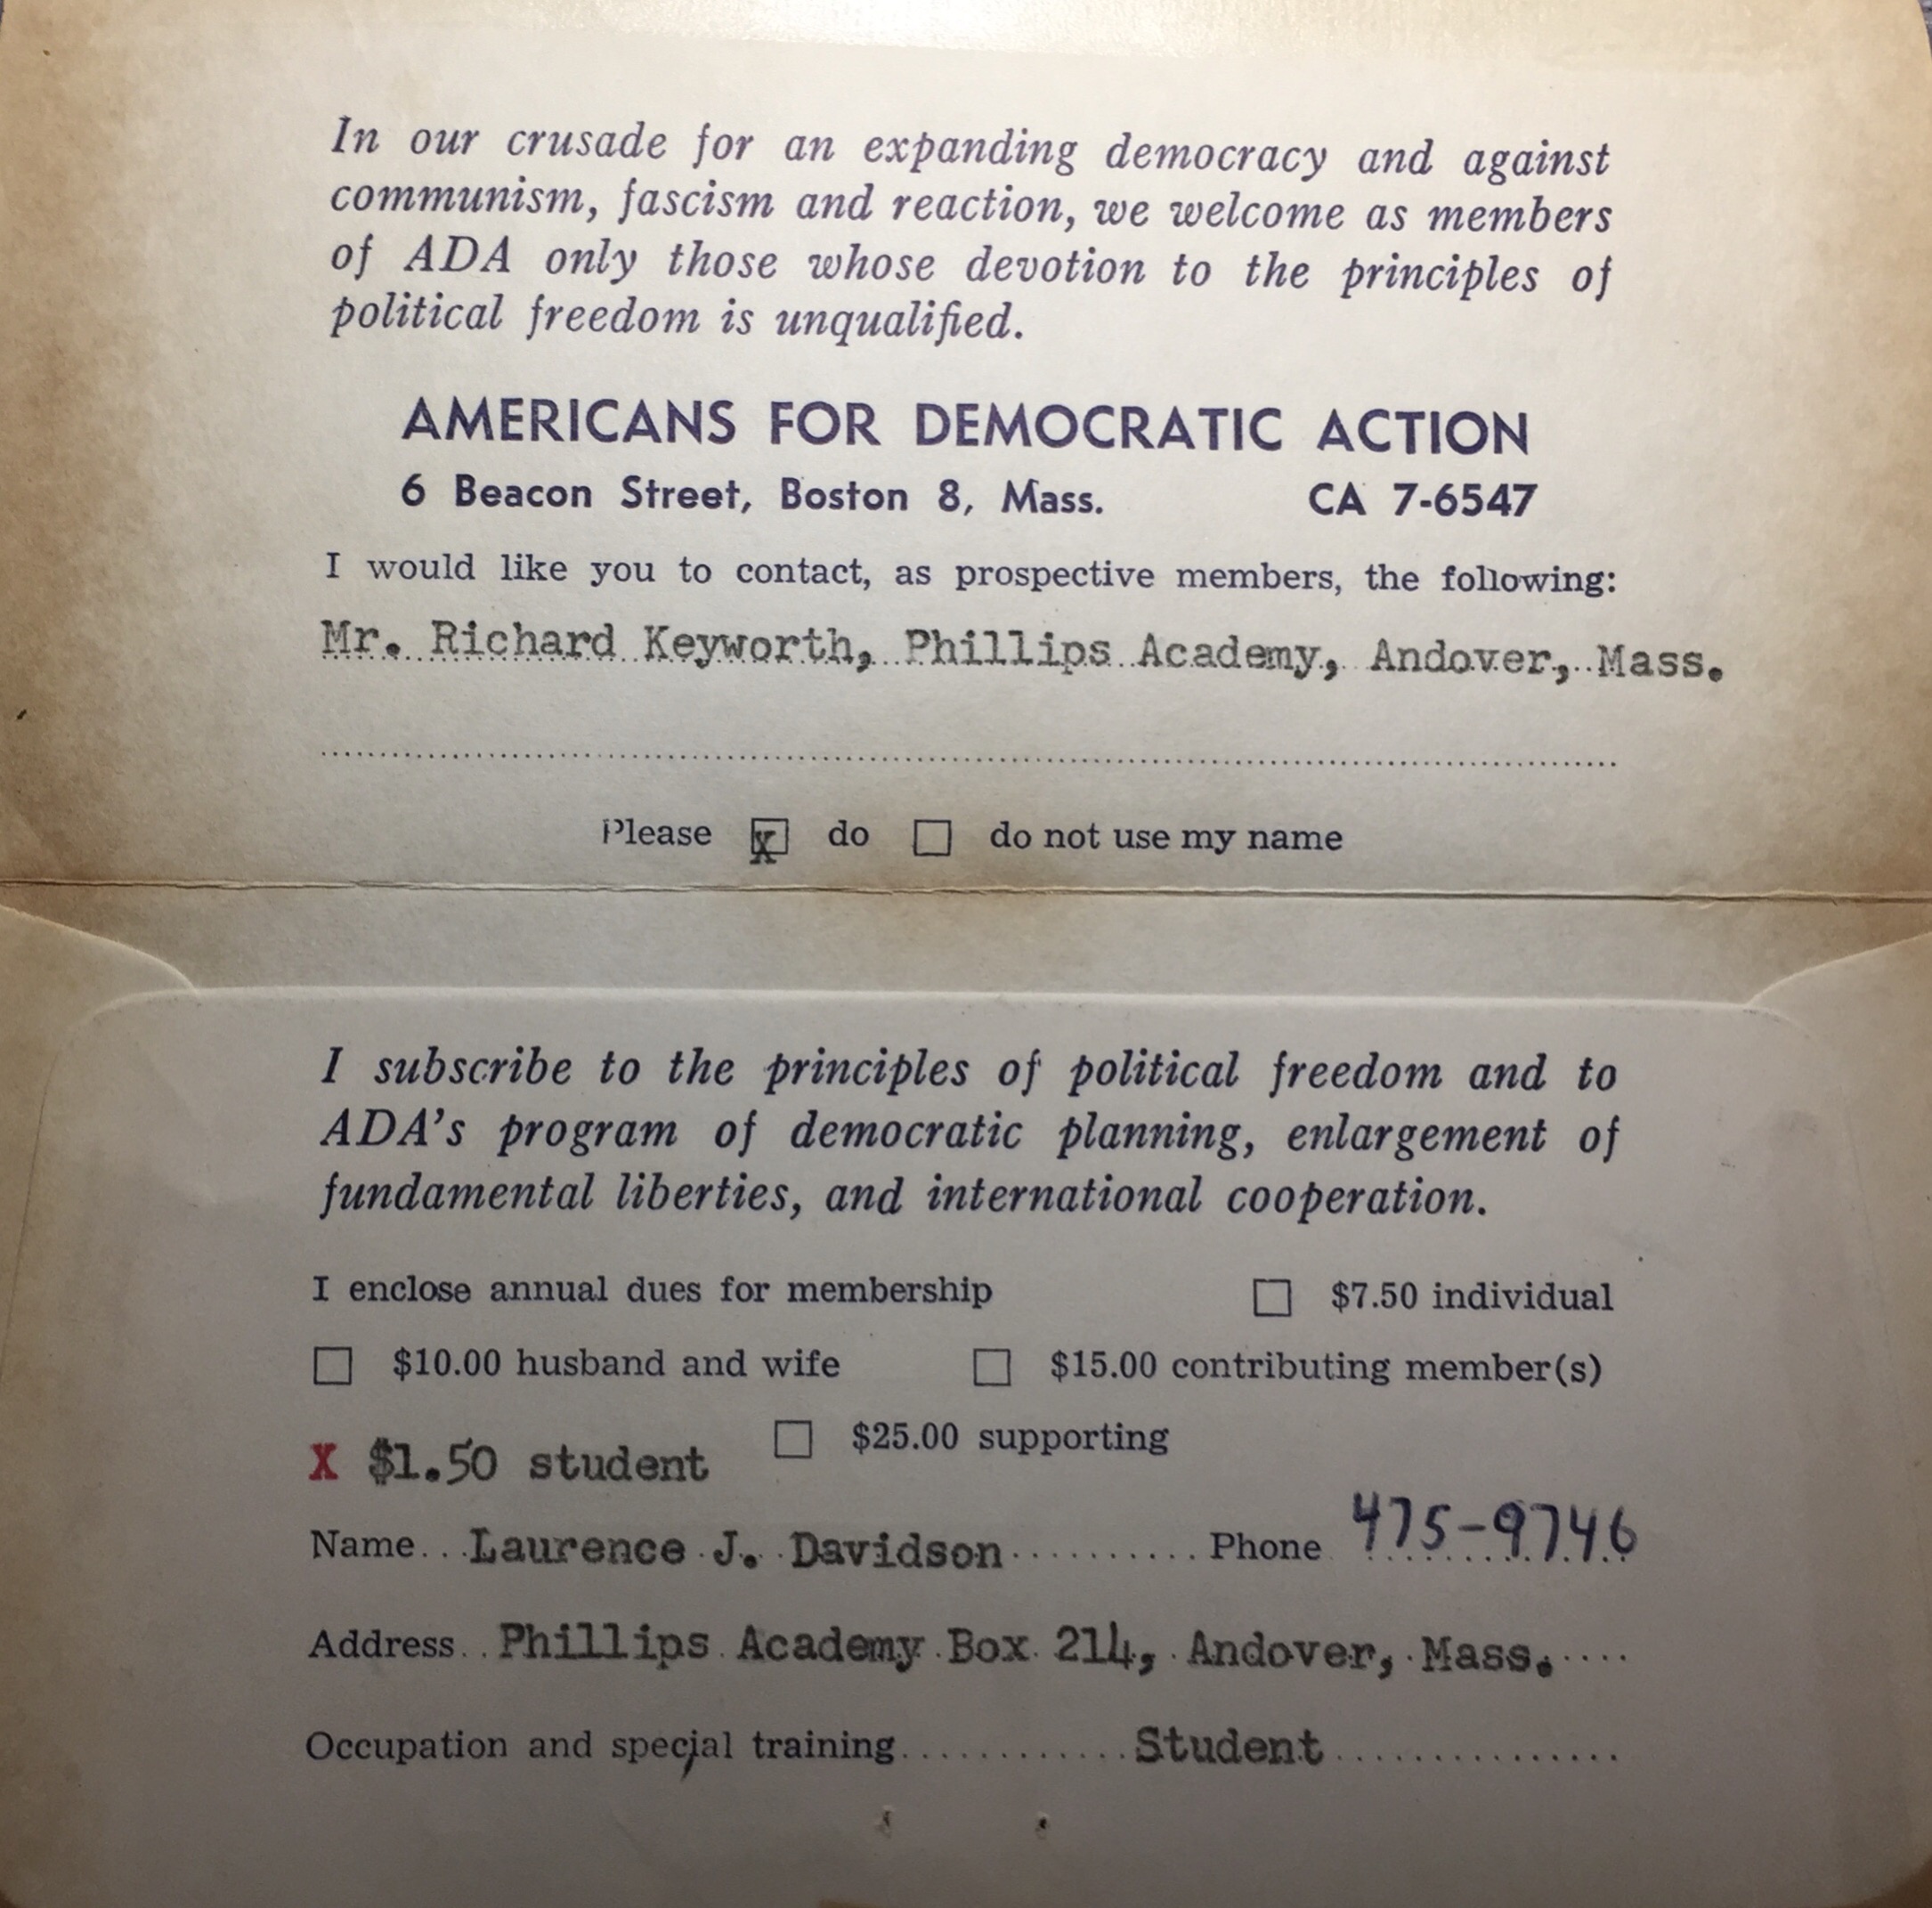 In our crusade for an expanding democracy and against
communism, fascism and reaction, we welcome as members
of ADA only those whose devotion to the principles of
political freedom is unqualified.
AMERICANS FOR DEMOCRATIC ACTION
6 Beacon Street, Boston 8, Mass. CA 7-6547
I would like you to contact, as prospective members, the following:
Mr. Richard Keyworth, Phillips Academy, Andover, Mass.
Please x do do not use my name
I subscribe to the principles of political freedom and to
ADA's program of democratic planning, enlargement of
fundamental liberties, and international cooperation.
I enclose annual dues for membership $7.50 individual
$10.00 husband and wife $15.00 contributing member(s)
$25.00 supporting
X $1.50 student
Name Laurence J. Davidson Phone 475-9746
Address Phillips Academy Box 214, Andover, Mass.
Occupation and special training Student